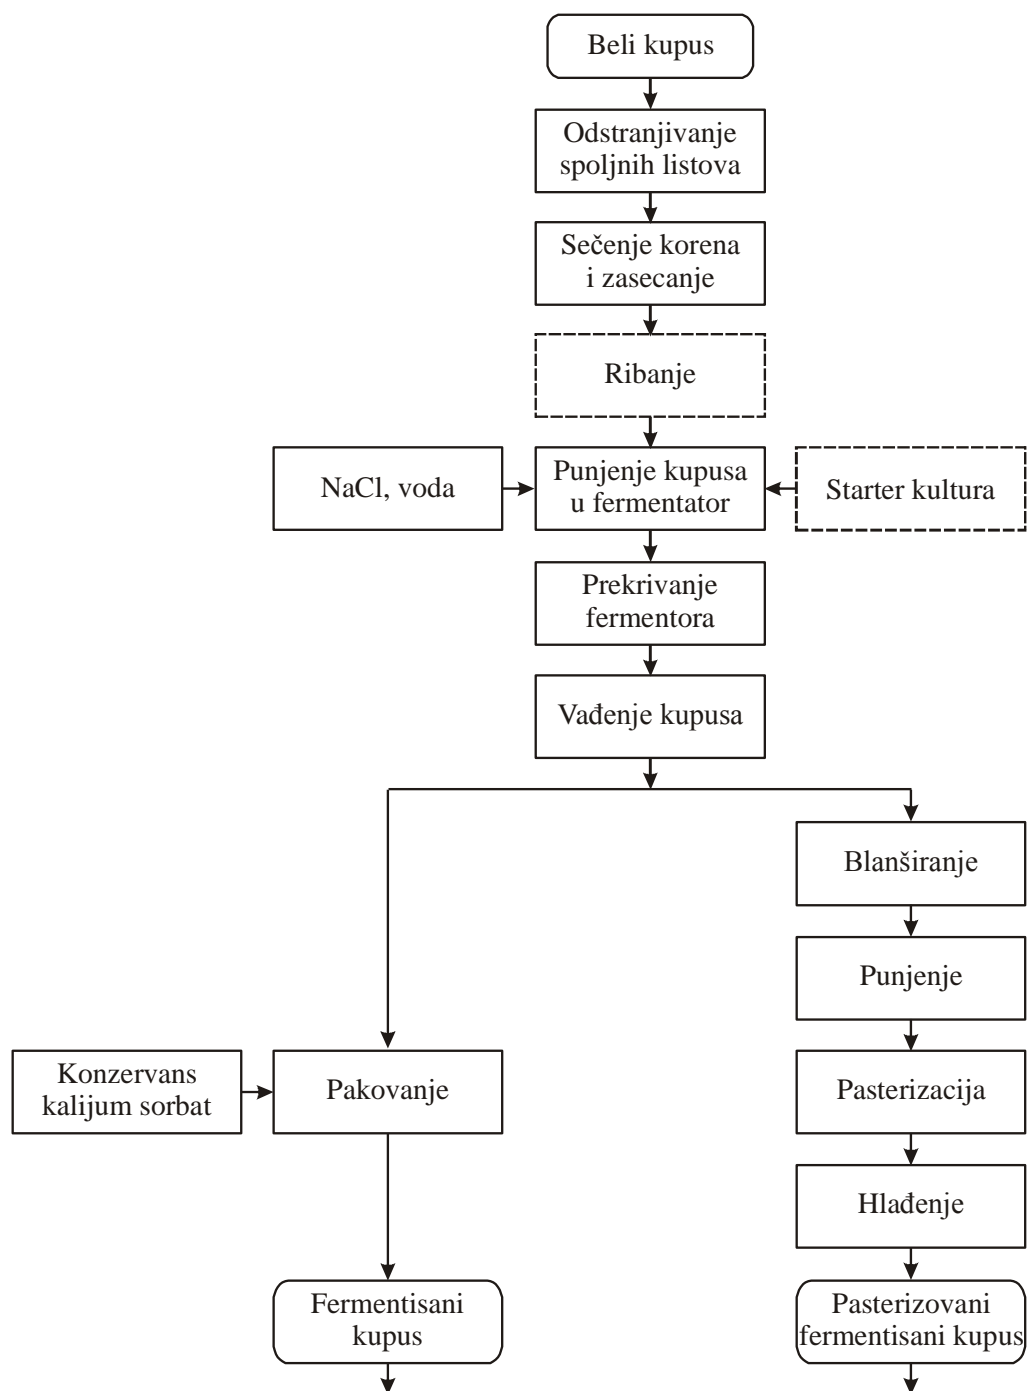 Beli kupus
Odstranjivanje
spoljnih listova
Sečenje korena
i zasecanje
Ribanje
NaCl, voda
Punjenje kupusa
u fermentator
Starter kultura
Prekrivanje
fermentora
Vađenje kupusa
Blanširanje
Punjenje
Konzervans
kalijum sorbat
Pakovanje
Pasterizacija
Hlađenje
Fermentisani
kupus
Pasterizovani
fermentisani kupus